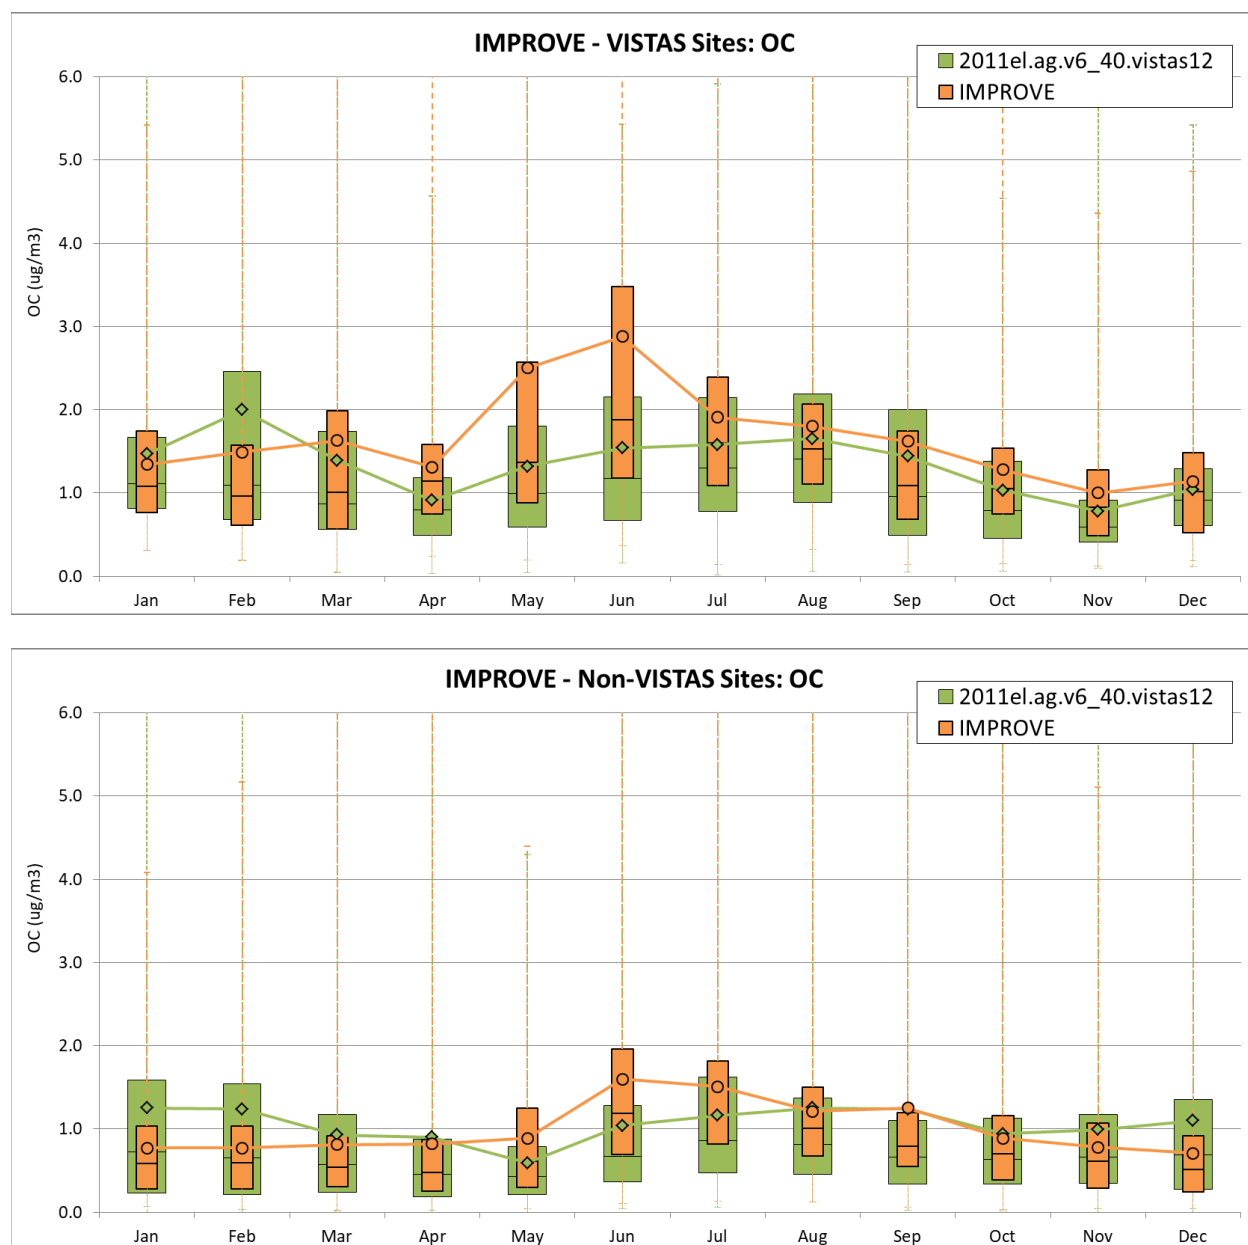 IMPROVE - VISTAS Sites: OC
2011el.ag.v6_40.vistas12
IMPROVE
6.0
5.0
4.0
3.0
2.0
1.0
0.0
OC (ug/m3)
Jan Feb Mar Apr May Jun Jul Aug Sep Oct Nov Dec
IMPROVE - Non-VISTAS Sites: OC
2011el.ag.v6_40.vistas12
IMPROVE
6.0
5.0
4.0
3.0
2.0
1.0
0.0
OC (ug/m3)
Jan Feb Mar Apr May Jun Jul Aug Sep Oct Nov Dec